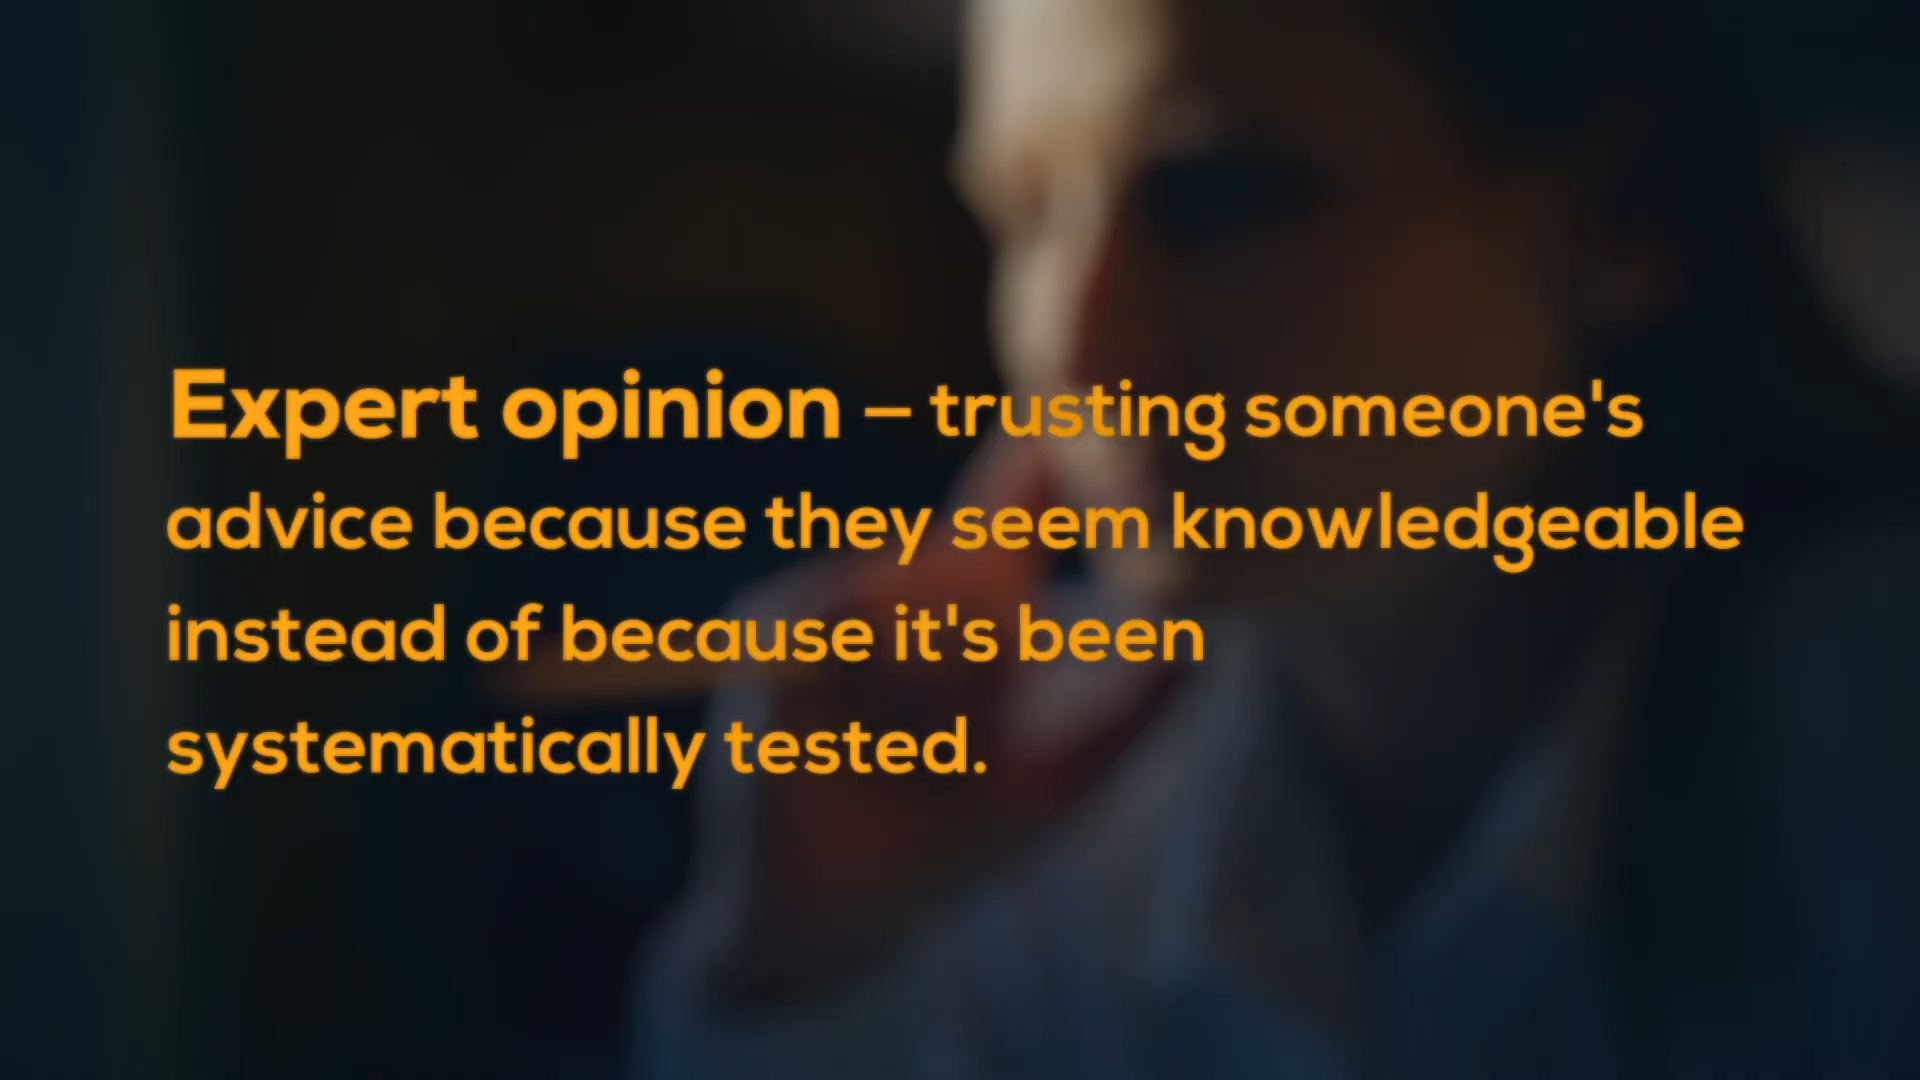 Expert opinion – trusting someone's
advice because they seem knowledgeable
instead of because it's been
systematically tested.